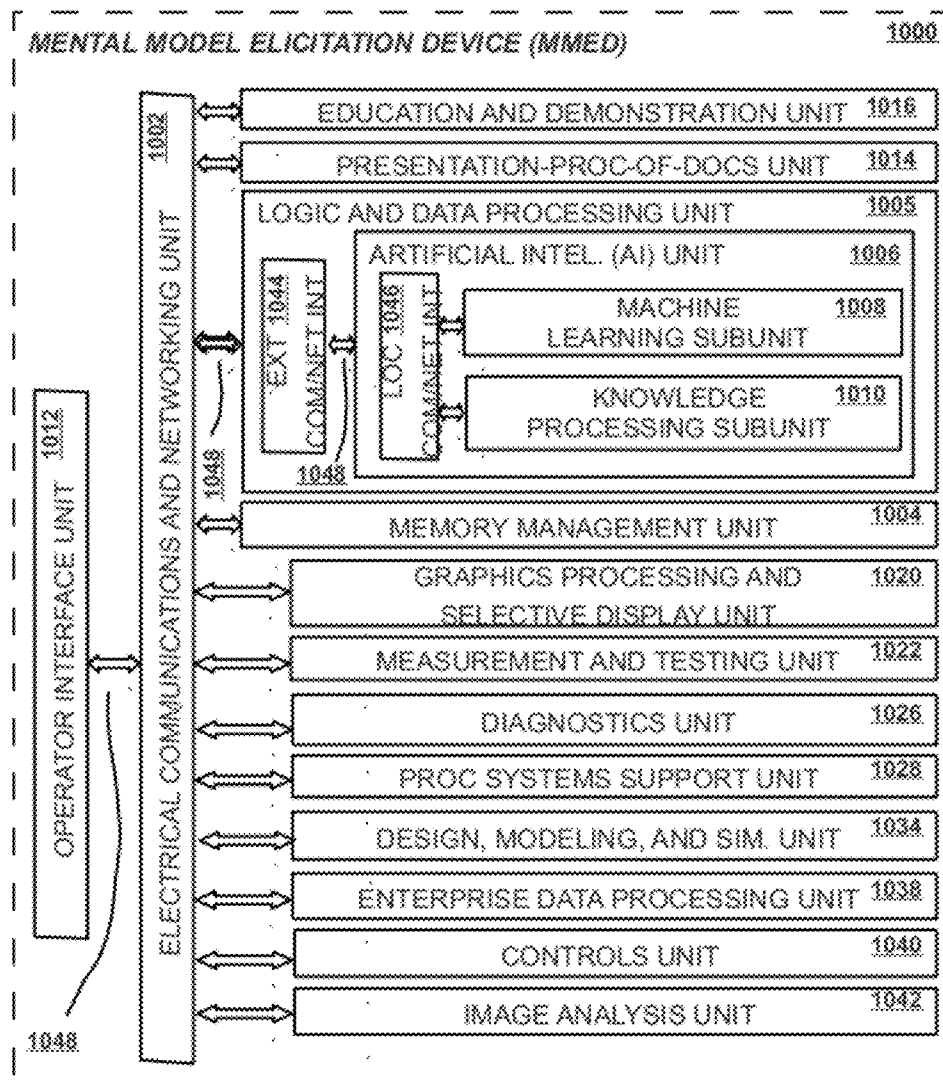 MENTAL MODEL ELICITATION DEVICE (MMED) 1000
EDUCATION AND DEMONSTRATION UNIT 1016
PRESENTATION-PROC-OF-DOCS UNIT 1014
LOGIC AND DATA PROCESSING UNIT 1005
ARTIFICIAL INTEL. (AI) UNIT 1006
EXT 1044
COM/NET INT
LOC 1046
COM/NET INT
MACHINE 1008
LEARNING SUBUNIT
KNOWLEDGE 1010
PROCESSING SUBUNIT
1048
1048
MEMORY MANAGEMENT UNIT 1004
GRAPHICS PROCESSING AND 1020
SELECTIVE DISPLAY UNIT
MEASUREMENT AND TESTING UNIT 1022
DIAGNOSTICS UNIT 1026
PROC SYSTEMS SUPPORT UNIT 1028
DESIGN, MODELING, AND SIM. UNIT 1034
ENTERPRISE DATA PROCESSING UNIT 1038
CONTROLS UNIT 1040
IMAGE ANALYSIS UNIT 1042
ELECTRICAL COMMUNICATIONS AND NETWORKING UNIT 1002
OPERATOR INTERFACE UNIT 1012
1048